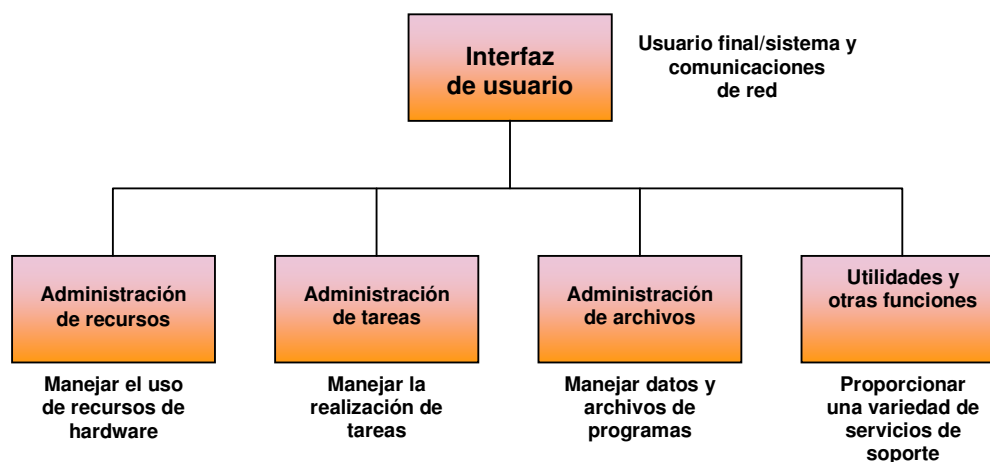 Interfaz
de usuario
Usuario final/sistema y
comunicaciones
de red
Administración
de recursos
Administración
de tareas
Administración
de archivos
Utilidades y
otras funciones
Manejar el uso
de recursos de
hardware
Manejar la
realización de
tareas
Manejar datos y
archivos de
programas
Proporcionar
una variedad de
servicios de
soporte